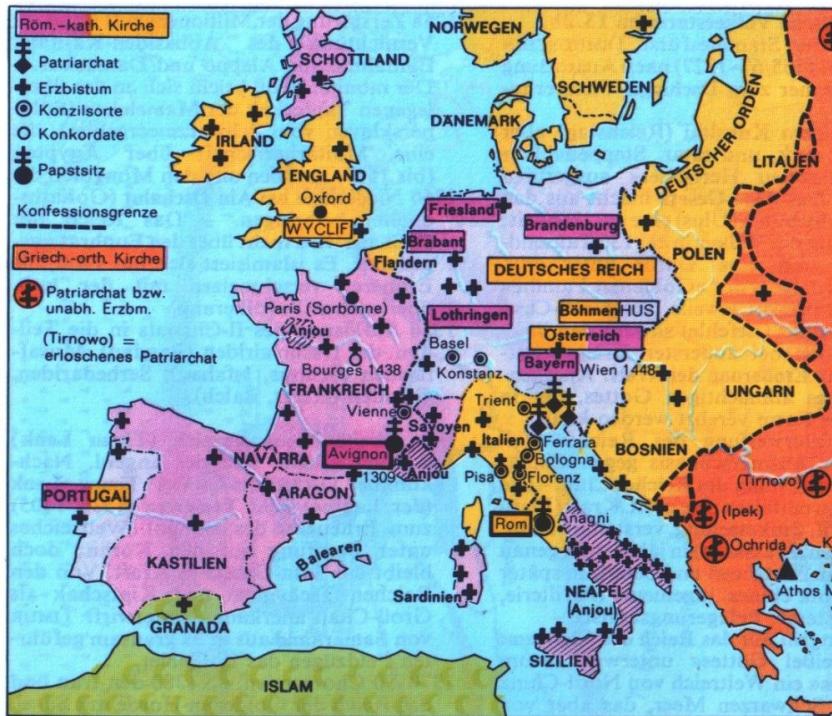 Röm.-kath. Kirche
Patriarchat
Erzbistum
Konzilsorte
Konkordate
Papstsitz
Konfessionsgrenze
Griech.-orth. Kirche
Patriarchat bzw.
unabh. Erzbm.
(Tirnowo) =
erloschenes Patriarchat
NORWEGEN
SCHOTTLAND
SCHWEDEN
DÄNEMARK
DEUTSCHER ORDEN
LITAUEN
IRLAND
ENGLAND
Oxford
WYCLIF
Friesland
Brandenburg
POLEN
Brabant
Flandern
DEUTSCHES REICH
Paris (Sorbonne)
Anjou
Lothringen
Böhmen HUS
Österreich
Basel
Bayern
Wien 1448
Bourges 1438
Konstanz
FRANKREICH
UNGARN
Vienne
Trient
Savoyen
Italien
Ferrara
BOSNIEN
NAVARRA
Avignon
Bologna
Anjou
Pisa
Florenz
(Tirnovo)
1309
PORTUGAL
ARAGON
Rom
Anagni
(Ipek)
Ochrida
KASTILIEN
Balearen
K
Athos M
Sardinien
NEAPEL
(Anjou)
GRANADA
SIZILIEN
ISLAM